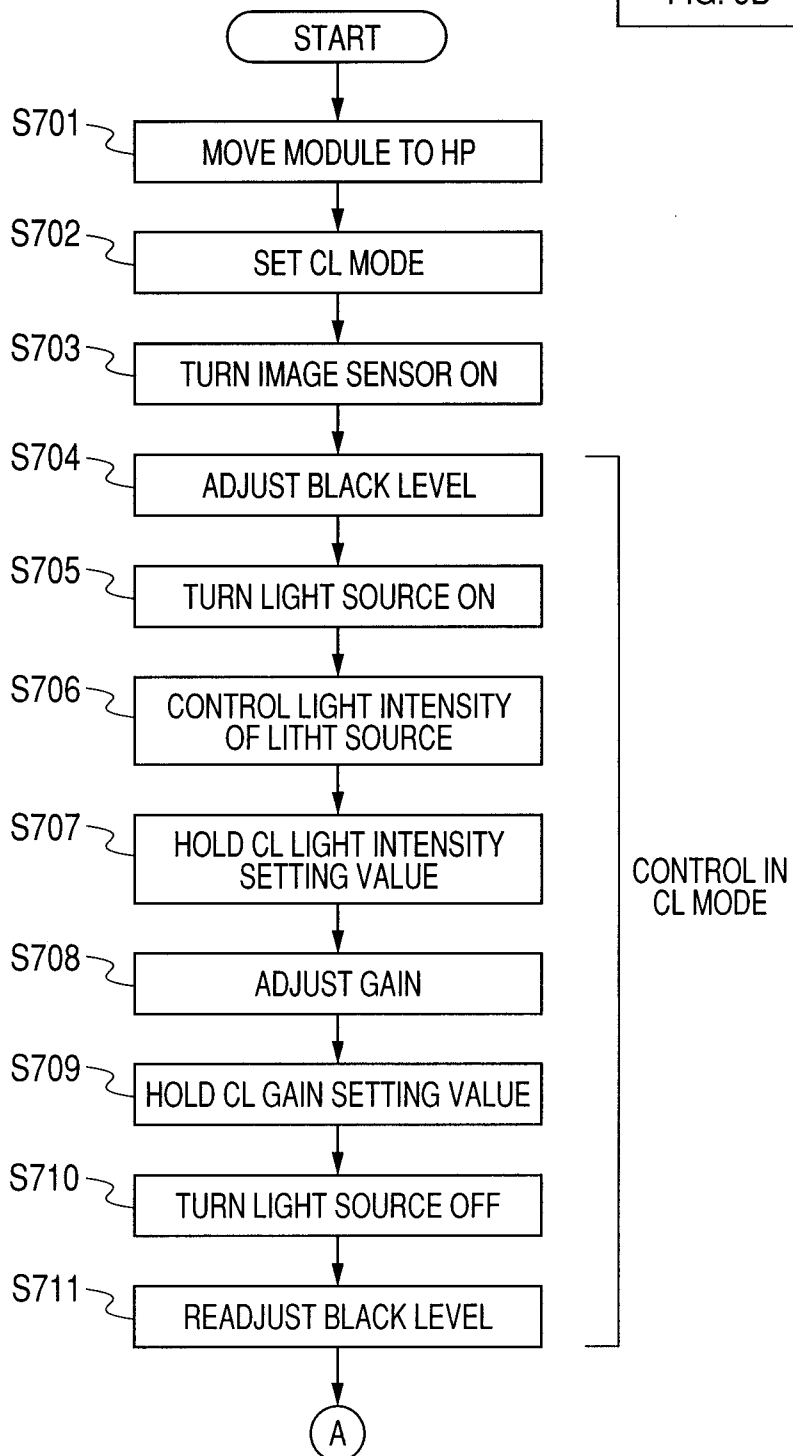 FIG. 9B
START
S701
MOVE MODULE TO HP
S702
SET CL MODE
S703
TURN IMAGE SENSOR ON
S704
ADJUST BLACK LEVEL
S705
TURN LIGHT SOURCE ON
S706
CONTROL LIGHT INTENSITY
OF LITHT SOURCE
S707
HOLD CL LIGHT INTENSITY
SETTING VALUE
CONTROL IN
CL MODE
S708
ADJUST GAIN
S709
HOLD CL GAIN SETTING VALUE
S710
TURN LIGHT SOURCE OFF
S711
READJUST BLACK LEVEL
A